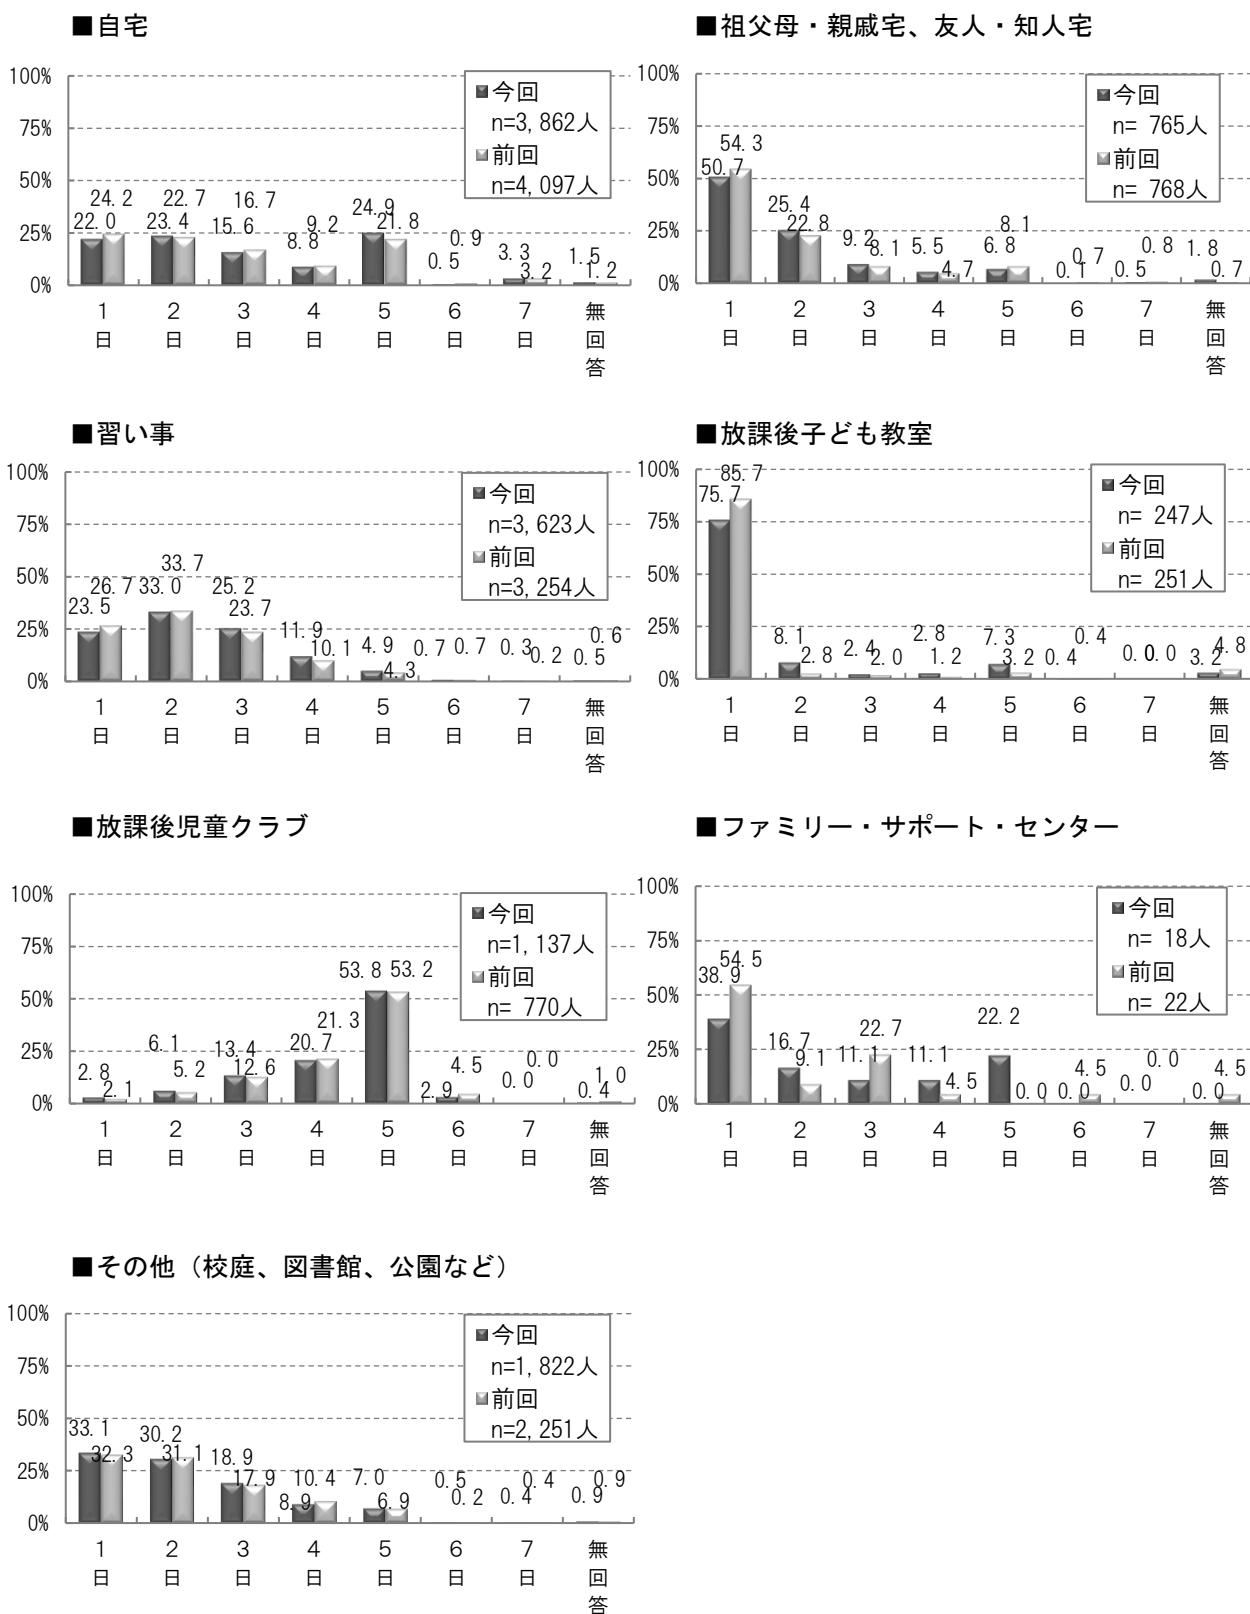 ■自宅
100%
75%
50%
25%
0%
今回
n=3,862人
前回
n=4,097人
22.0 24.2 23.4 22.7 15.6 16.7 8.8 9.2 24.9 21.8 0.5 0.9 3.3 3.2 1.5 1.2
1日 2日 3日 4日 5日 6日 7日 無回答
■祖父母・親戚宅、友人・知人宅
100%
75%
50%
25%
0%
今回
n= 765人
前回
n= 768人
50.7 54.3 25.4 22.8 9.2 8.1 5.5 4.7 6.8 8.1 0.1 0.7 0.5 0.8 1.8 0.7
1日 2日 3日 4日 5日 6日 7日 無回答
■習い事
100%
75%
50%
25%
0%
今回
n=3,623人
前回
n=3,254人
23.5 26.7 33.0 33.7 25.2 23.7 11.9 10.1 4.9 4.3 0.7 0.7 0.3 0.2 0.5 0.6
1日 2日 3日 4日 5日 6日 7日 無回答
■放課後子ども教室
100%
75%
50%
25%
0%
今回
n= 247人
前回
n= 251人
75.7 85.7 8.1 2.8 2.4 2.0 2.8 1.2 7.3 3.2 0.4 0.4 0.0 0.0 3.2 4.8
1日 2日 3日 4日 5日 6日 7日 無回答
■放課後児童クラブ
100%
75%
50%
25%
0%
今回
n=1,137人
前回
n= 770人
2.8 2.1 6.1 5.2 13.4 12.6 20.7 21.3 53.8 53.2 2.9 4.5 0.0 0.0 0.4 1.0
1日 2日 3日 4日 5日 6日 7日 無回答
■ファミリー・サポート・センター
100%
75%
50%
25%
0%
今回
n= 18人
前回
n= 22人
38.9 54.5 16.7 9.1 11.1 22.7 11.1 4.5 22.2 0.0 0.0 4.5 0.0 0.0 0.0 4.5
1日 2日 3日 4日 5日 6日 7日 無回答
■その他（校庭、図書館、公園など）
100%
75%
50%
25%
0%
今回
n=1,822人
前回
n=2,251人
33.1 32.3 30.2 31.1 18.9 17.9 8.9 10.4 7.0 6.9 0.5 0.2 0.4 0.4 0.9 0.9
1日 2日 3日 4日 5日 6日 7日 無回答